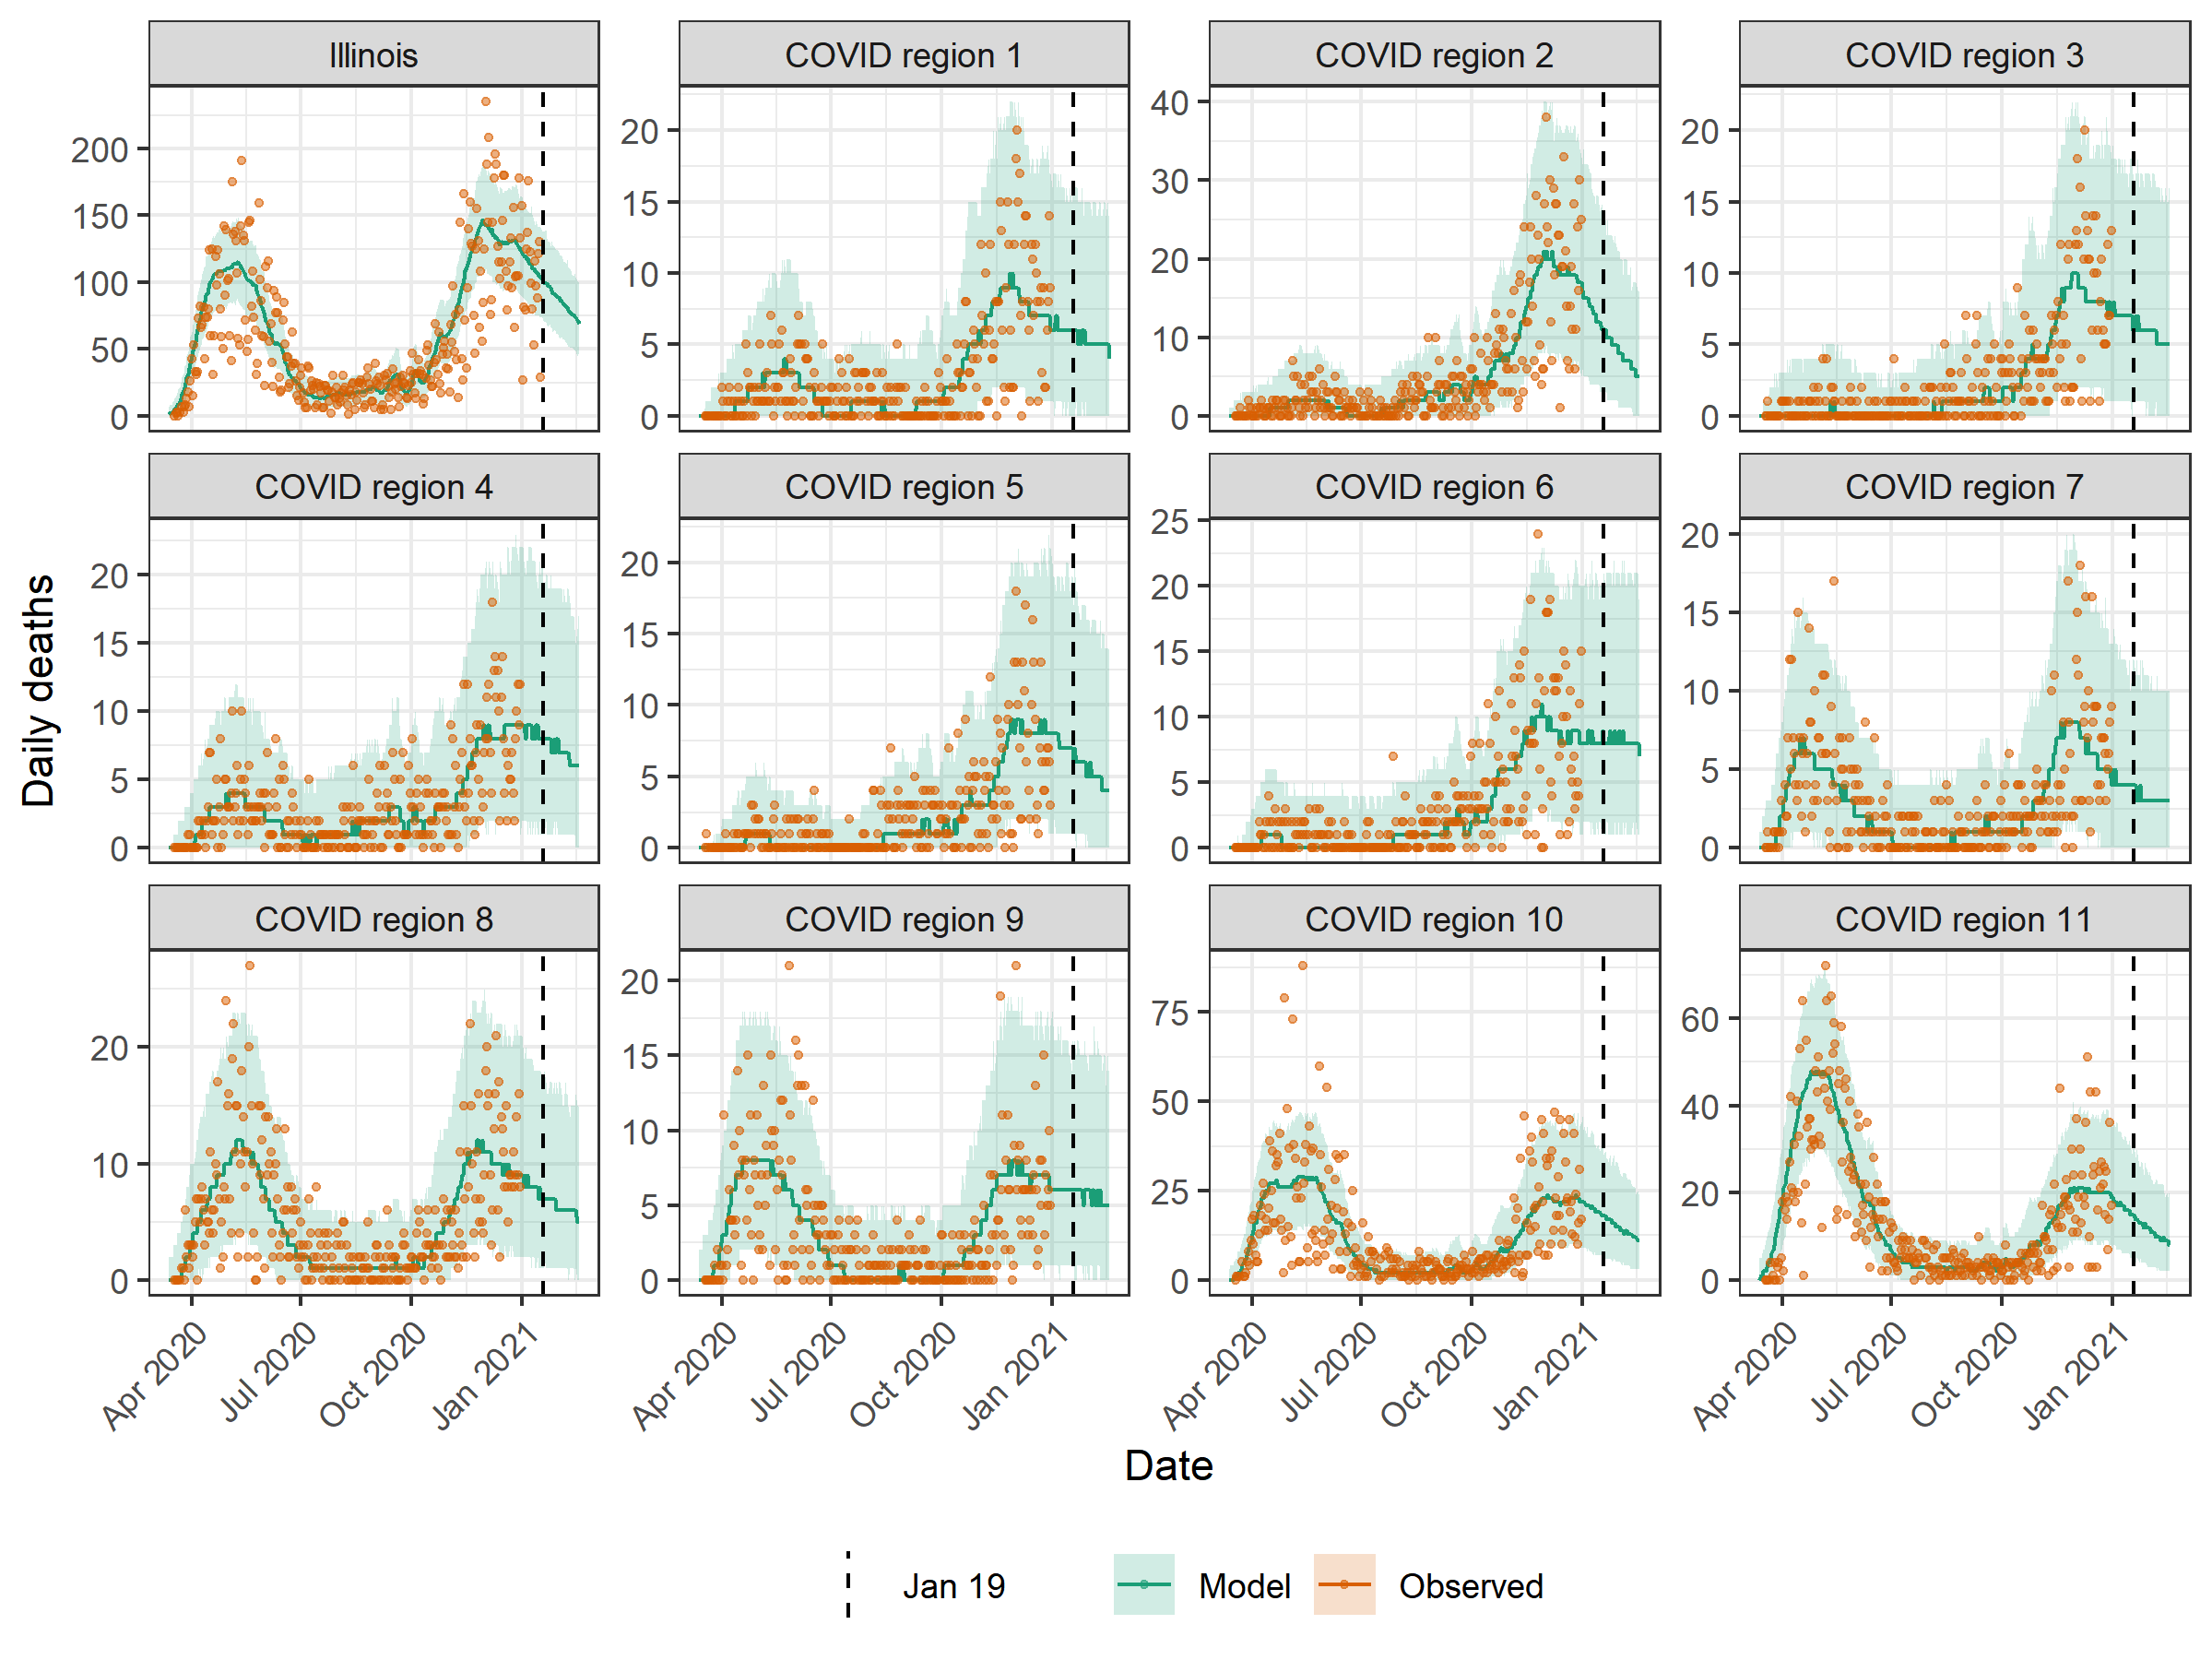 Illinois
COVID region 1
COVID region 2
COVID region 3
200
150
100
50
0
20
15
10
5
0
40
30
20
10
0
20
15
10
5
0
COVID region 4
COVID region 5
COVID region 6
COVID region 7
20
15
10
5
0
20
15
10
5
0
25
20
15
10
5
0
20
15
10
5
0
COVID region 8
COVID region 9
COVID region 10
COVID region 11
20
10
0
20
15
10
5
0
75
50
25
0
60
40
20
0
Apr 2020
Jul 2020
Oct 2020
Jan 2021
Apr 2020
Jul 2020
Oct 2020
Jan 2021
Apr 2020
Jul 2020
Oct 2020
Jan 2021
Apr 2020
Jul 2020
Oct 2020
Jan 2021
Daily deaths
Date
Jan 19
Model
Observed